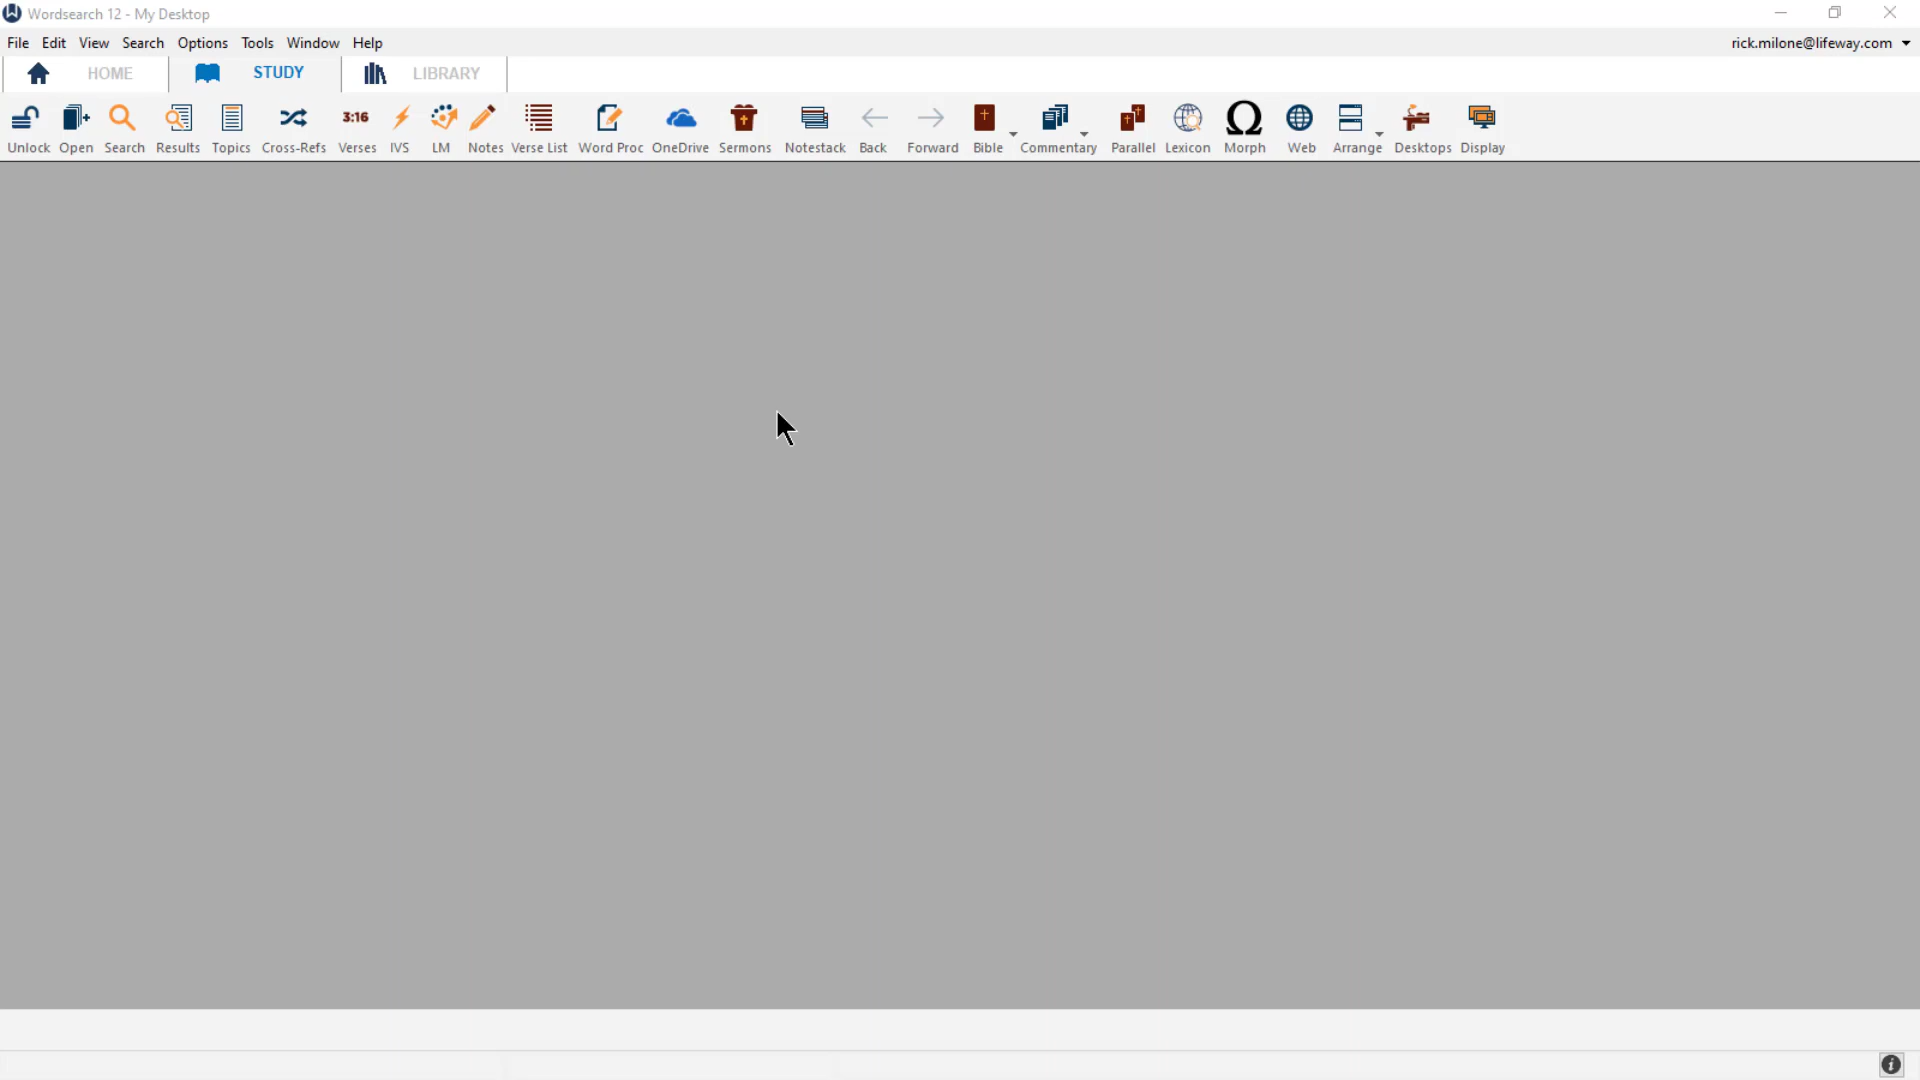 Wordsearch 12 - My Desktop
File Edit View Search Options Tools Window Help rick.milone@lifeway.com
HOME STUDY LIBRARY
3:16
Unlock Open Search Results Topics Cross-Refs Verses IVS LM Notes Verse List Word Proc OneDrive Sermons Notestack Back Forward Bible Commentary Parallel Lexicon Morph Web Arrange Desktops Display